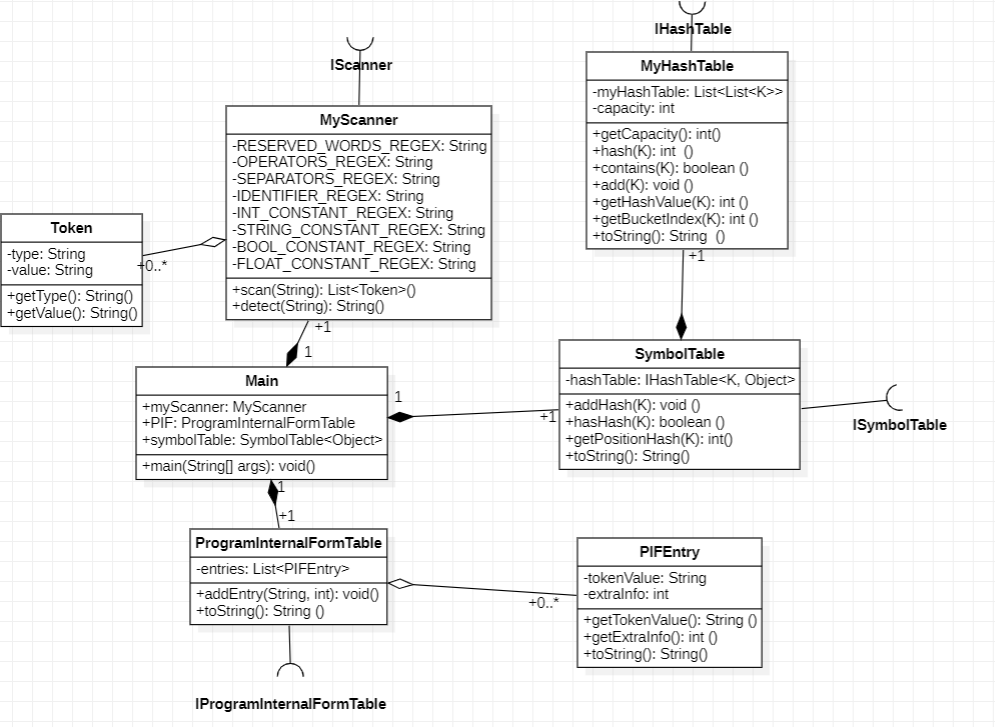 IHashTable
MyHashTable
-myHashTable: List<List<K>>
-capacity: int
+getCapacity(): int()
+hash(K): int ()
+contains(K): boolean ()
+add(K): void ()
+getHashValue(K): int ()
+getBucketIndex(K): int ()
+toString(): String ()
+1
IScanner
MyScanner
-RESERVED_WORDS_REGEX: String
-OPERATORS_REGEX: String
-SEPARATORS_REGEX: String
-IDENTIFIER_REGEX: String
-INT_CONSTANT_REGEX: String
-STRING_CONSTANT_REGEX: String
-BOOL_CONSTANT_REGEX: String
-FLOAT_CONSTANT_REGEX: String
+scan(String): List<Token>()
+detect(String): String()
+1
1
Token
-type: String
-value: String
+getType(): String()
+getValue(): String()
+0..*
Main
+myScanner: MyScanner
+PIF: ProgramInternalFormTable
+symbolTable: SymbolTable<Object>
+main(String[] args): void()
1
+1
SymbolTable
-hashTable: IHashTable<K, Object>
+addHash(K): void ()
+hasHash(K): boolean ()
+getPositionHash(K): int()
+toString(): String()
ISymbolTable
1
+1
ProgramInternalFormTable
-entries: List<PIFEntry>
+addEntry(String, int): void()
+toString(): String ()
+0..*
PIFEntry
-tokenValue: String
-extraInfo: int
+getTokenValue(): String ()
+getExtraInfo(): int ()
+toString(): String()
IProgramInternalFormTable